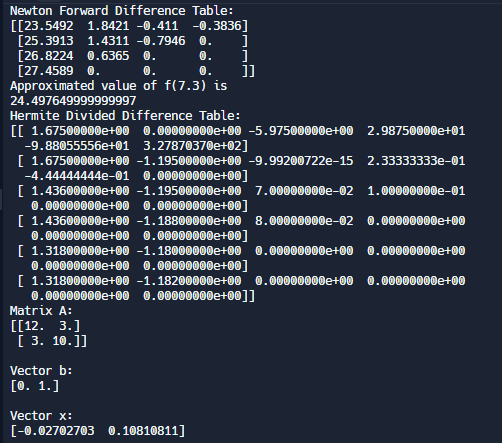 Newton Forward Difference Table:
[[23.5492  1.8421 -0.411  -0.3836]
 [25.3913  1.4311 -0.7946  0.    ]
 [26.8224  0.6365  0.      0.    ]
 [27.4589  0.      0.      0.    ]]
Approximated value of f(7.3) is
24.497649999999997
Hermite Divided Difference Table:
[[ 1.67500000e+00  0.00000000e+00 -5.97500000e+00  2.98750000e+01
  -9.88055556e+01  3.27870370e+02]
 [ 1.67500000e+00 -1.19500000e+00 -9.99200722e-15  2.33333333e-01
  -4.44444444e-01  0.00000000e+00]
 [ 1.43600000e+00 -1.19500000e+00  7.00000000e-02  1.00000000e-01
   0.00000000e+00  0.00000000e+00]
 [ 1.43600000e+00 -1.18800000e+00  8.00000000e-02  0.00000000e+00
   0.00000000e+00  0.00000000e+00]
 [ 1.31800000e+00 -1.18000000e+00  0.00000000e+00  0.00000000e+00
   0.00000000e+00  0.00000000e+00]
 [ 1.31800000e+00 -1.18200000e+00  0.00000000e+00  0.00000000e+00
   0.00000000e+00  0.00000000e+00]]
Matrix A:
[[12.  3.]
 [ 3. 10.]]
Vector b:
[0. 1.]
Vector x:
[-0.02702703  0.10810811]